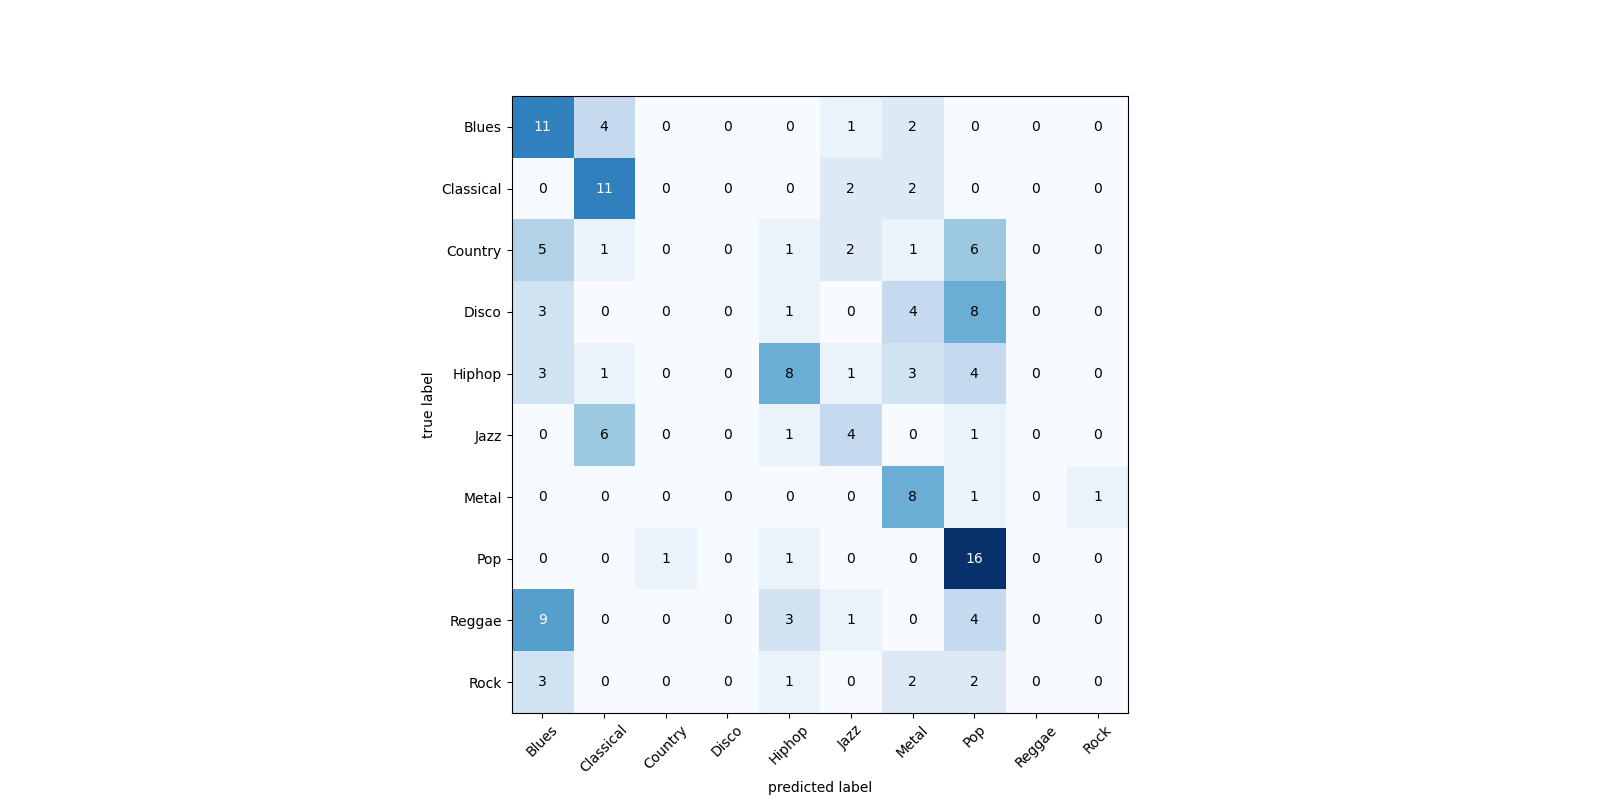 Blues 11 4 0 0 0 1 2 0 0 0
Classical 0 11 0 0 0 2 2 0 0 0
Country 5 1 0 0 1 2 1 6 0 0
Disco 3 0 0 0 1 0 4 8 0 0
Hiphop 3 1 0 0 8 1 3 4 0 0
true label
Jazz 0 6 0 0 1 4 0 1 0 0
Metal 0 0 0 0 0 0 8 1 0 1
Pop 0 0 1 0 1 0 0 16 0 0
Reggae 9 0 0 0 3 1 0 4 0 0
Rock 3 0 0 0 1 0 2 2 0 0
Blues Classical Country Disco Hiphop Jazz Metal Pop Reggae Rock
predicted label